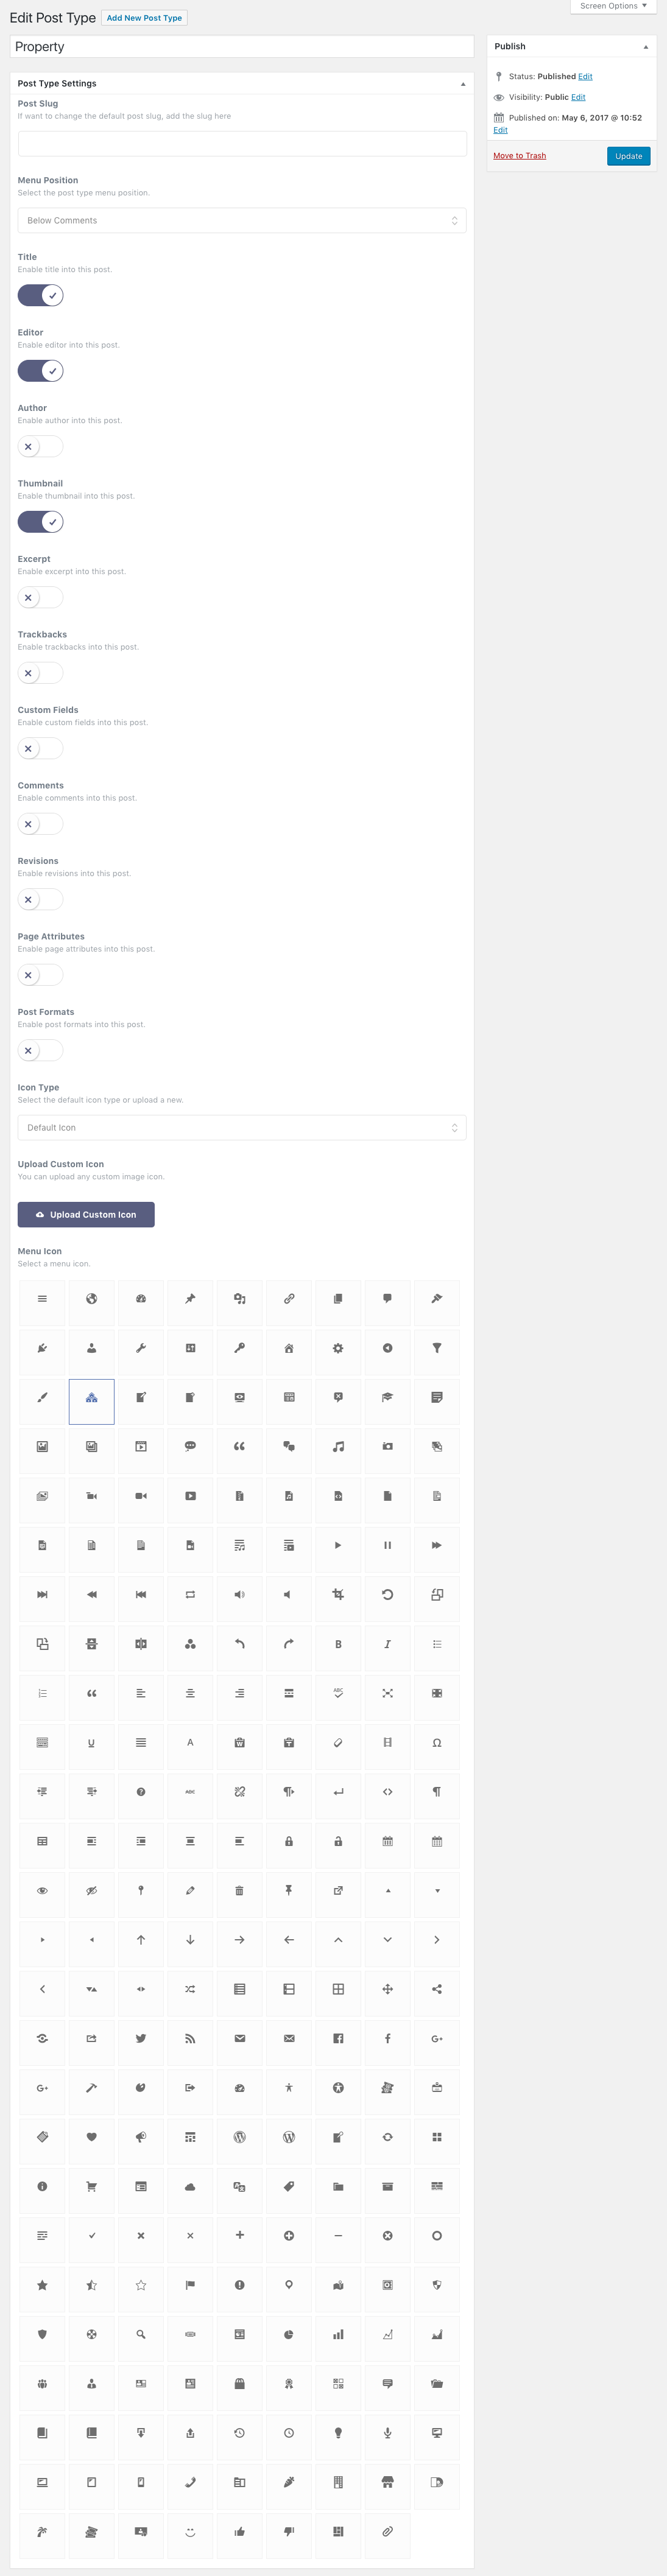 Screen Options ▼
Edit Post Type
Add New Post Type
Property
Post Type Settings
Post Slug
If want to change the default post slug, add the slug here
Menu Position
Select the post type menu position.
Below Comments
Title
Enable title into this post.
Editor
Enable editor into this post.
Author
Enable author into this post.
Thumbnail
Enable thumbnail into this post.
Excerpt
Enable excerpt into this post.
Trackbacks
Enable trackbacks into this post.
Custom Fields
Enable custom fields into this post.
Comments
Enable comments into this post.
Revisions
Enable revisions into this post.
Page Attributes
Enable page attributes into this post.
Post Formats
Enable post formats into this post.
Icon Type
Select the default icon type or upload a new.
Default Icon
Upload Custom Icon
You can upload any custom image icon.
Upload Custom Icon
Menu Icon
Select a menu icon.
Publish
Status: Published Edit
Visibility: Public Edit
Published on: May 6, 2017 @ 10:52
Edit
Move to Trash
Update